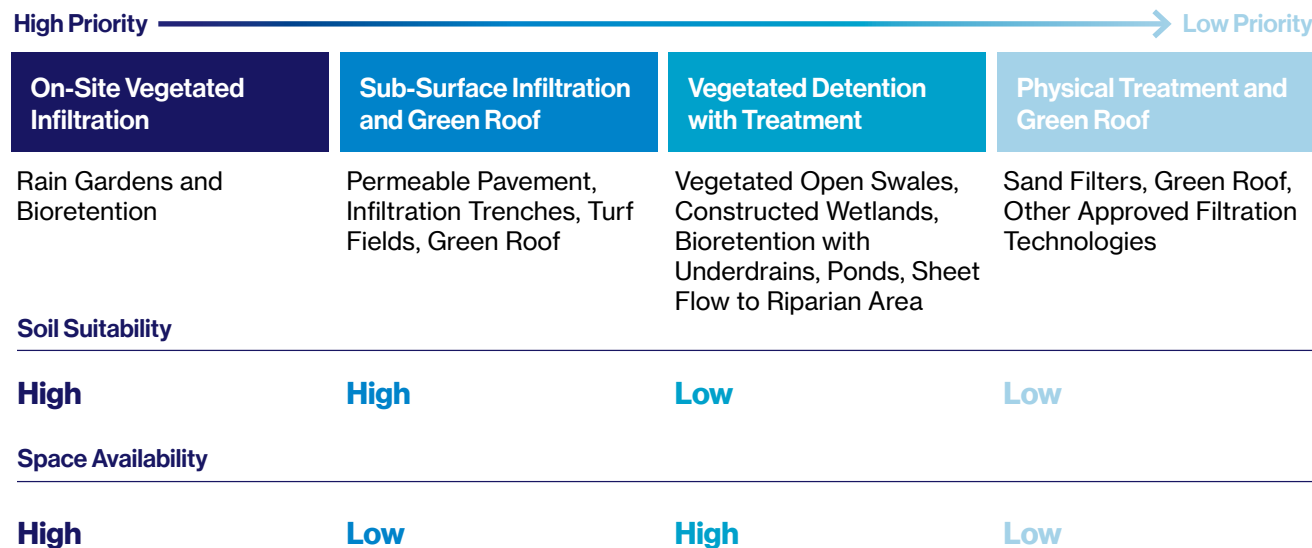 High Priority
Low Priority
On-Site Vegetated
Infiltration
Sub-Surface Infiltration
and Green Roof
Vegetated Detention
with Treatment
Physical Treatment and
Green Roof
Rain Gardens and
Bioretention
Permeable Pavement,
Infiltration Trenches, Turf
Fields, Green Roof
Vegetated Open Swales,
Constructed Wetlands,
Bioretention with
Underdrains, Ponds, Sheet
Flow to Riparian Area
Sand Filters, Green Roof,
Other Approved Filtration
Technologies
Soil Suitability
High
High
Low
Low
Space Availability
High
Low
High
Low